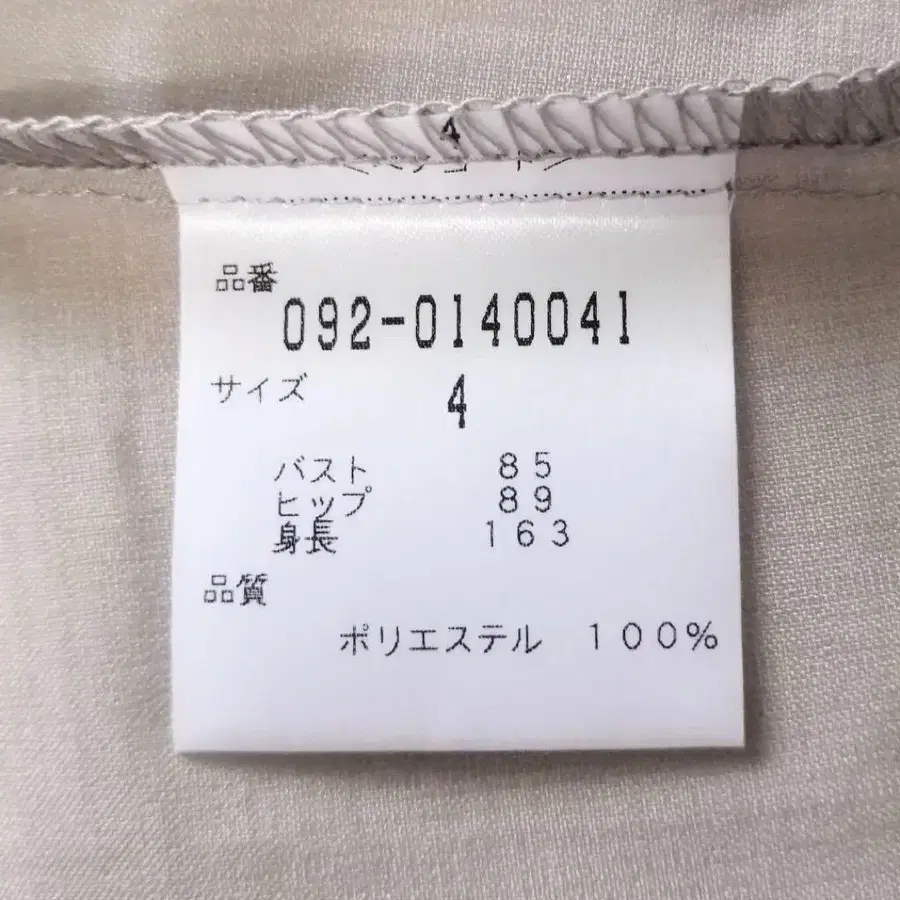 4
品番
092-0140041
サイズ 4
バスト 85
ヒップ 89
身長 163
品質
ポリエステル 100%